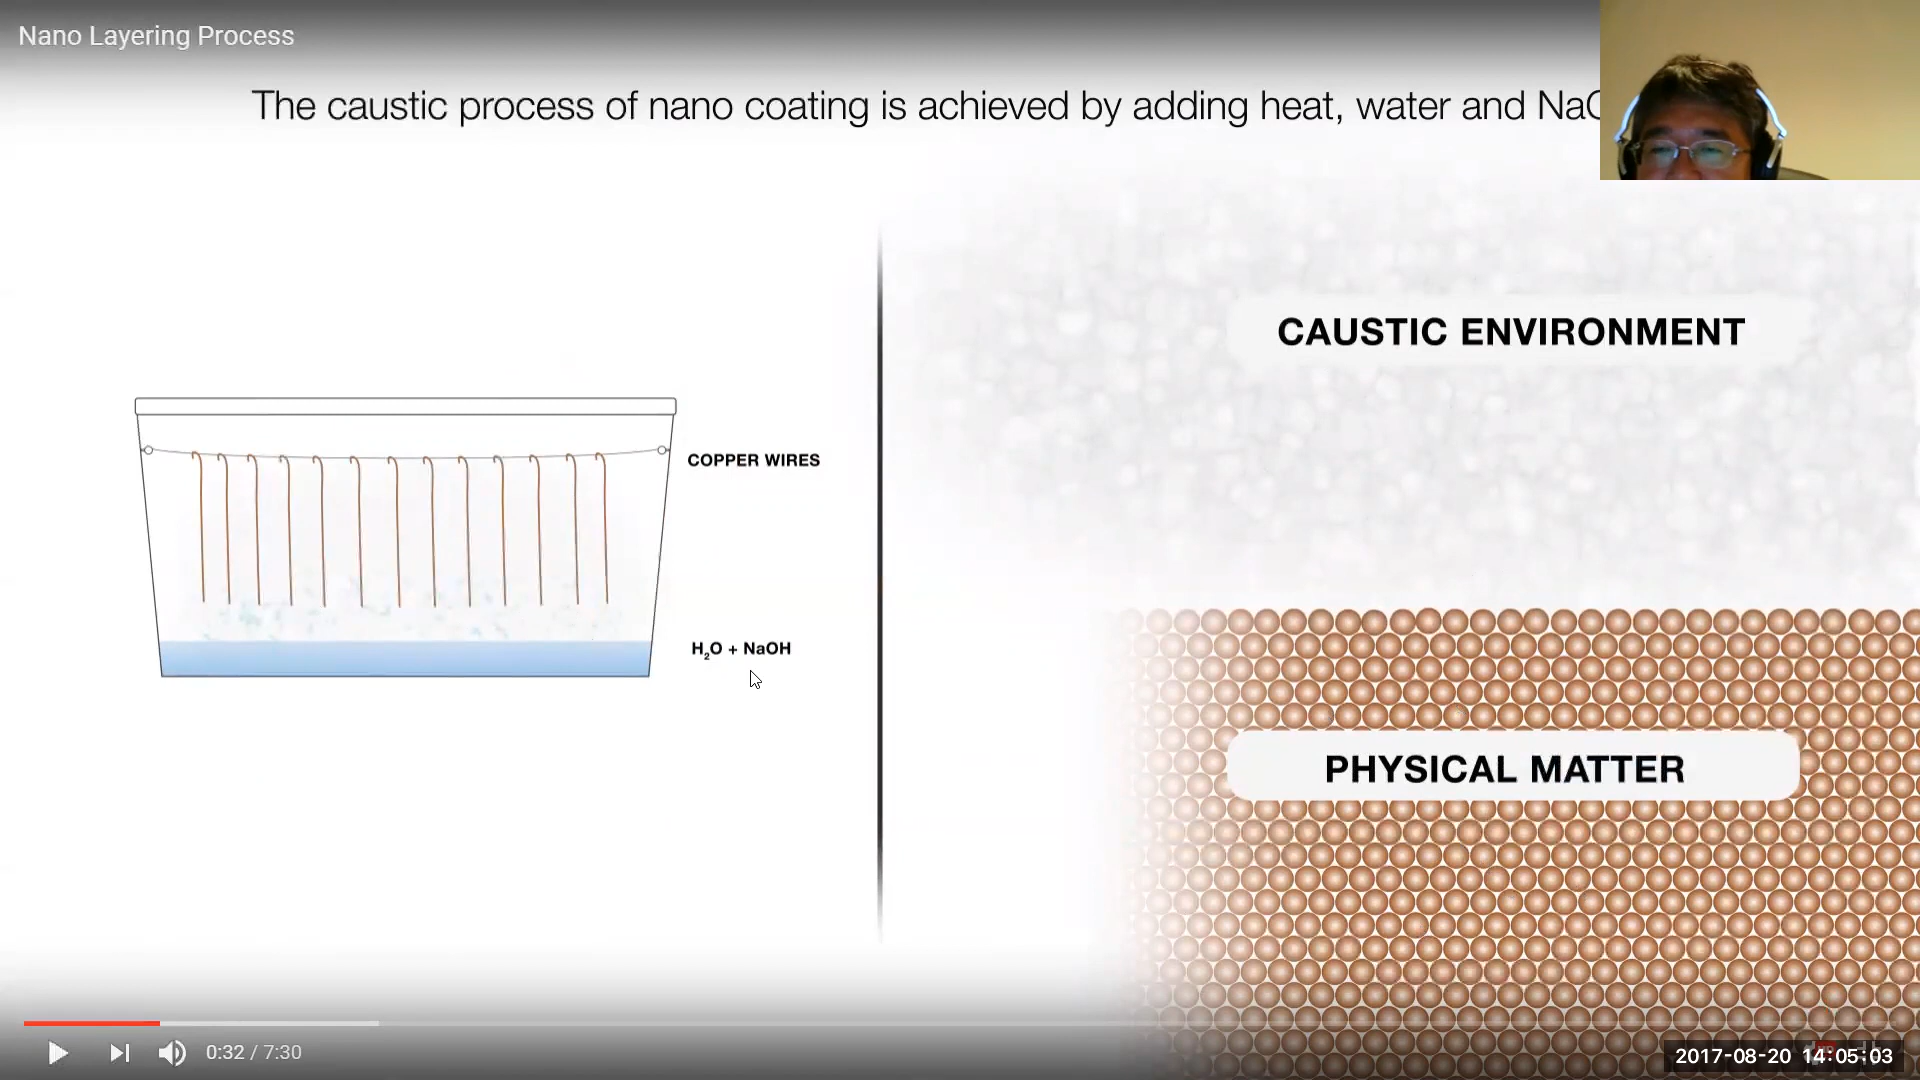 Nano Layering Process
The caustic process of nano coating is achieved by adding heat, water and
CAUSTIC ENVIRONMENT
COPPER WIRES
H₂O + NaOH
PHYSICAL MATTER
0:32 / 7:30
2017-08-20 14:05:03